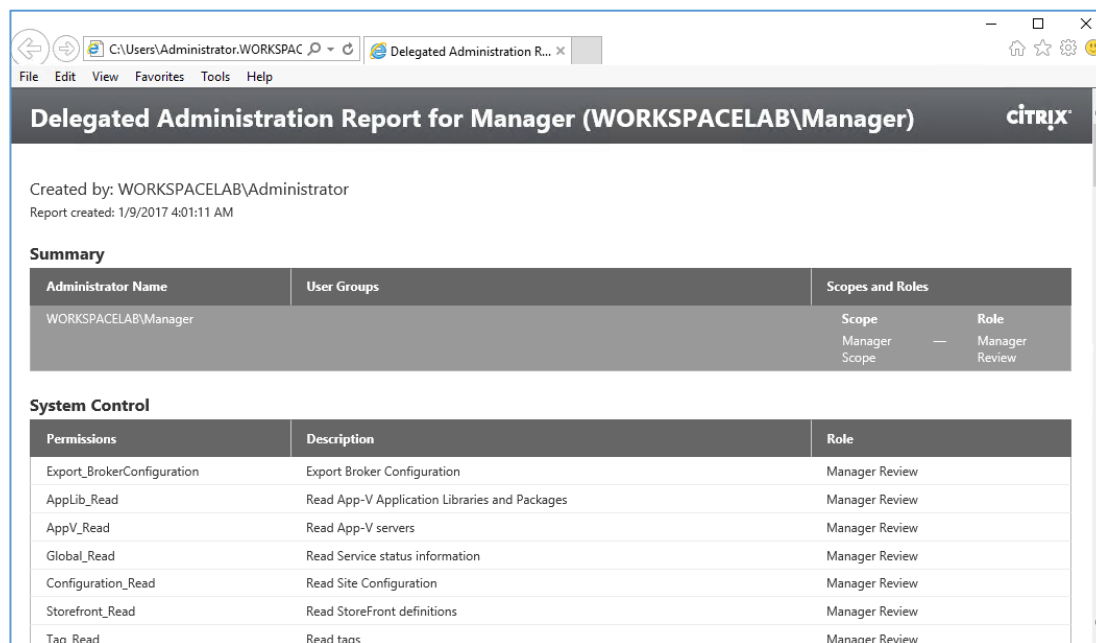 C:\Users\Administrator.WORKSPAC
Delegated Administration R...
File Edit View Favorites Tools Help
Delegated Administration Report for Manager (WORKSPACELAB\Manager)
CITRIX
Created by: WORKSPACELAB\Administrator
Report created: 1/9/2017 4:01:11 AM
Summary
Administrator Name User Groups Scopes and Roles
WORKSPACELAB\Manager Scope Role
Manager — Manager
Scope Review
System Control
Permissions Description Role
Export_BrokerConfiguration Export Broker Configuration Manager Review
AppLib_Read Read App-V Application Libraries and Packages Manager Review
AppV_Read Read App-V servers Manager Review
Global_Read Read Service status information Manager Review
Configuration_Read Read Site Configuration Manager Review
Storefront_Read Read StoreFront definitions Manager Review
Tag_Read Read tags Manager Review